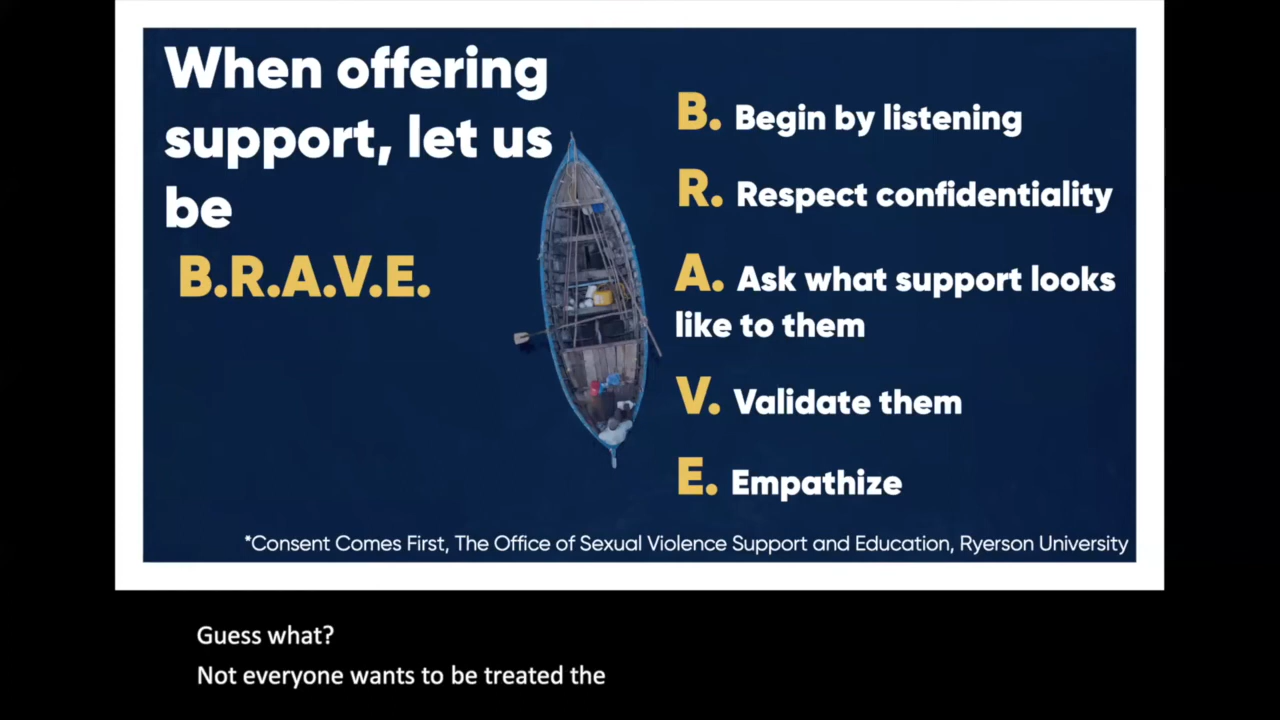 When offering
support, let us
be
B.R.A.V.E.
B. Begin by listening
R. Respect confidentiality
A. Ask what support looks
like to them
V. Validate them
E. Empathize
*Consent Comes First, The Office of Sexual Violence Support and Education, Ryerson University
Guess what?
Not everyone wants to be treated the